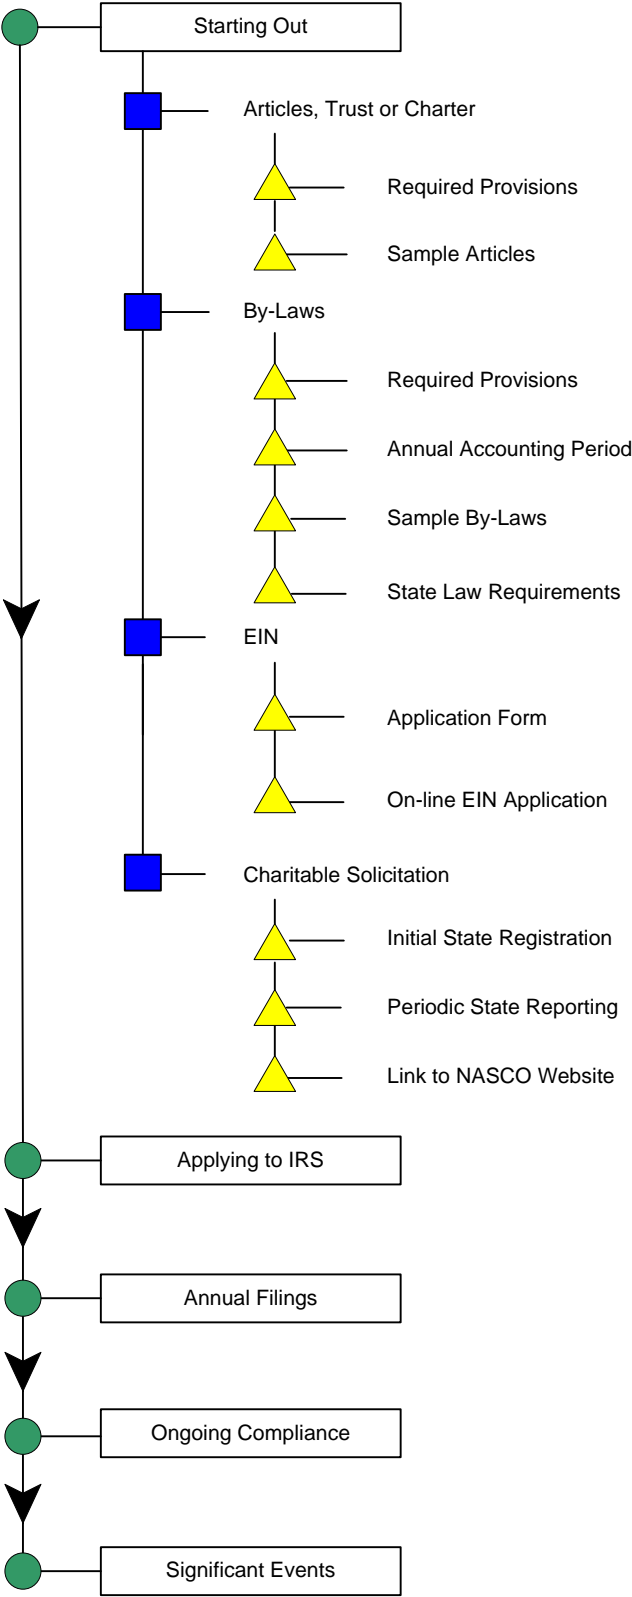 Starting Out
Articles, Trust or Charter
Required Provisions
Sample Articles
By-Laws
Required Provisions
Annual Accounting Period
Sample By-Laws
State Law Requirements
EIN
Application Form
On-line EIN Application
Charitable Solicitation
Initial State Registration
Periodic State Reporting
Link to NASCO Website
Applying to IRS
Annual Filings
Ongoing Compliance
Significant Events